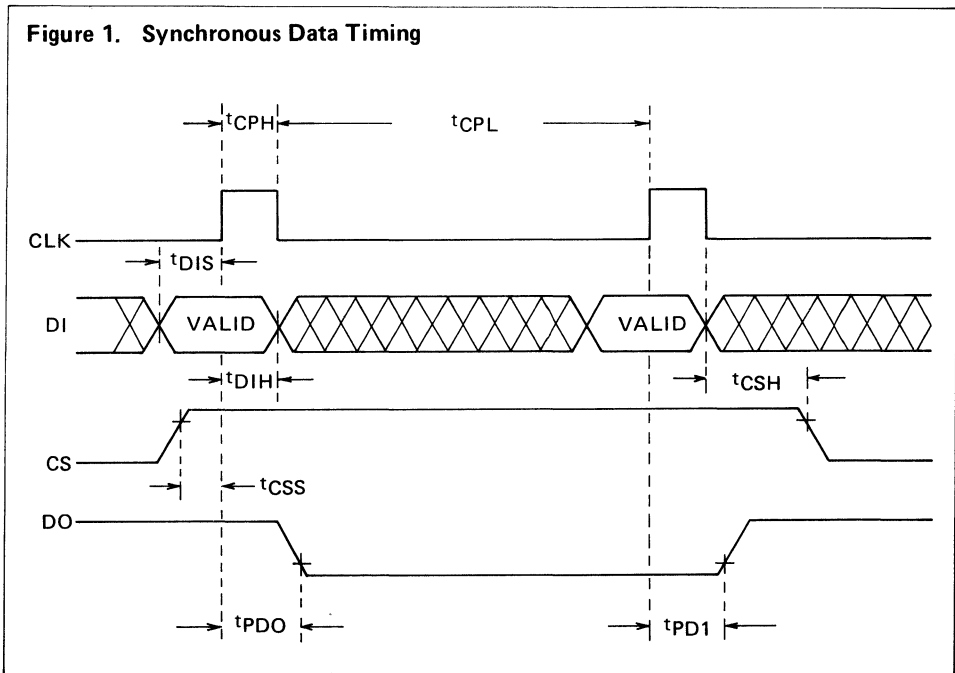 Figure 1. Synchronous Data Timing
tCPH
tCPL
CLK
tDIS
DI
VALID
VALID
tDIH
tCSH
CS
tCSS
DO
tPDO
tPD1